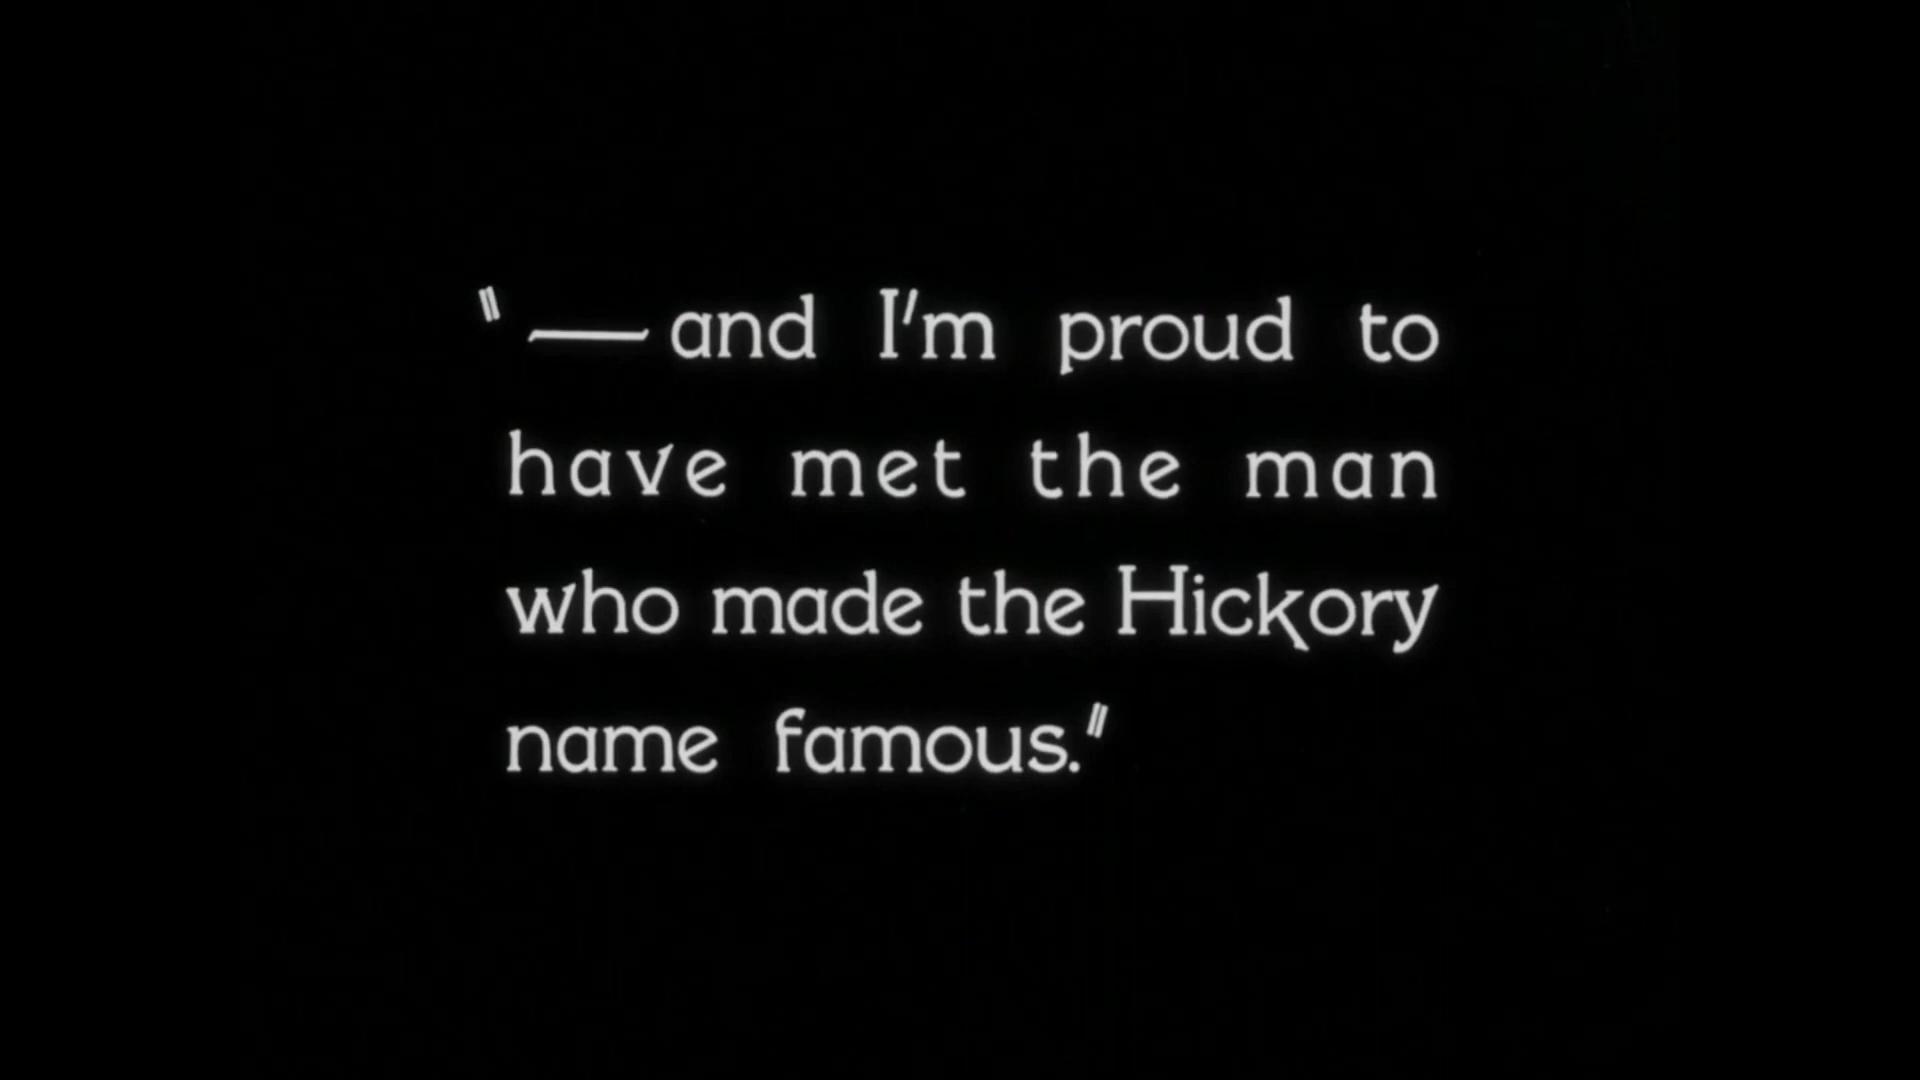 "—and I'm proud to
have met the man
who made the Hickory
name famous."